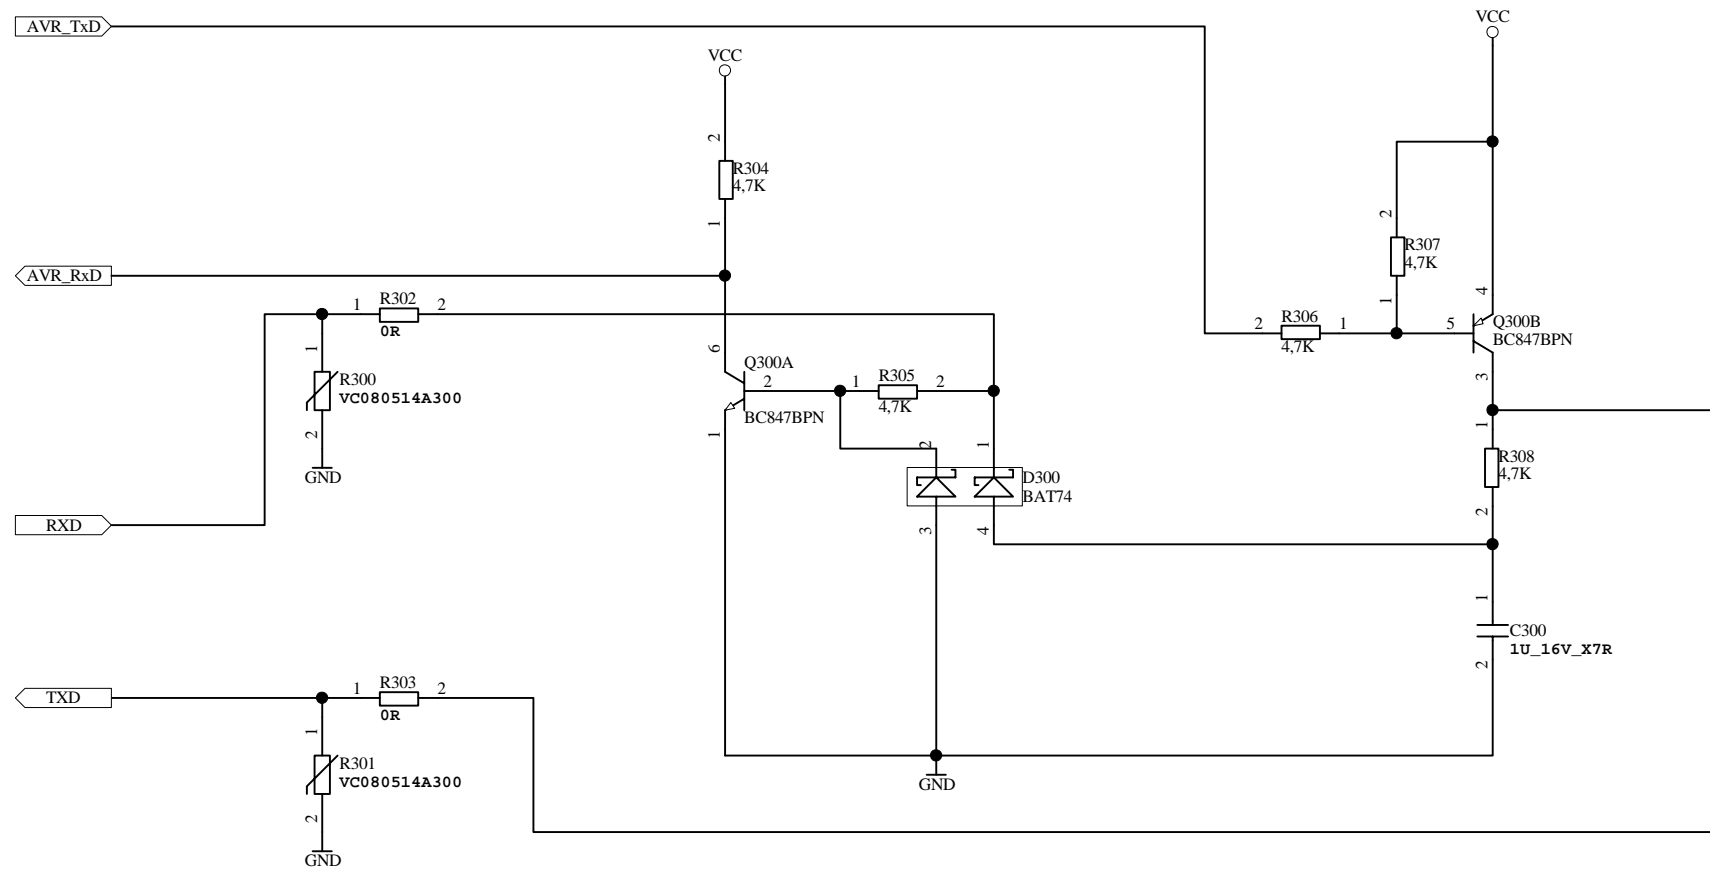 AVR_TxD
VCC
VCC
2
R304
4,7K
1
2
R307
4,7K
1
4
AVR_RxD
1
R302
2
0R
2
R306
1
4,7K
5
Q300B
BC847BPN
3
6
Q300A
2
BC847BPN
1
1
R305
2
4,7K
1
R300
VC080514A300
2
GND
2
1
D300
BAT74
3
4
1
R308
4,7K
2
RXD
1
C300
1U_16V_X7R
2
TXD
1
R303
2
0R
1
R301
VC080514A300
2
GND
GND